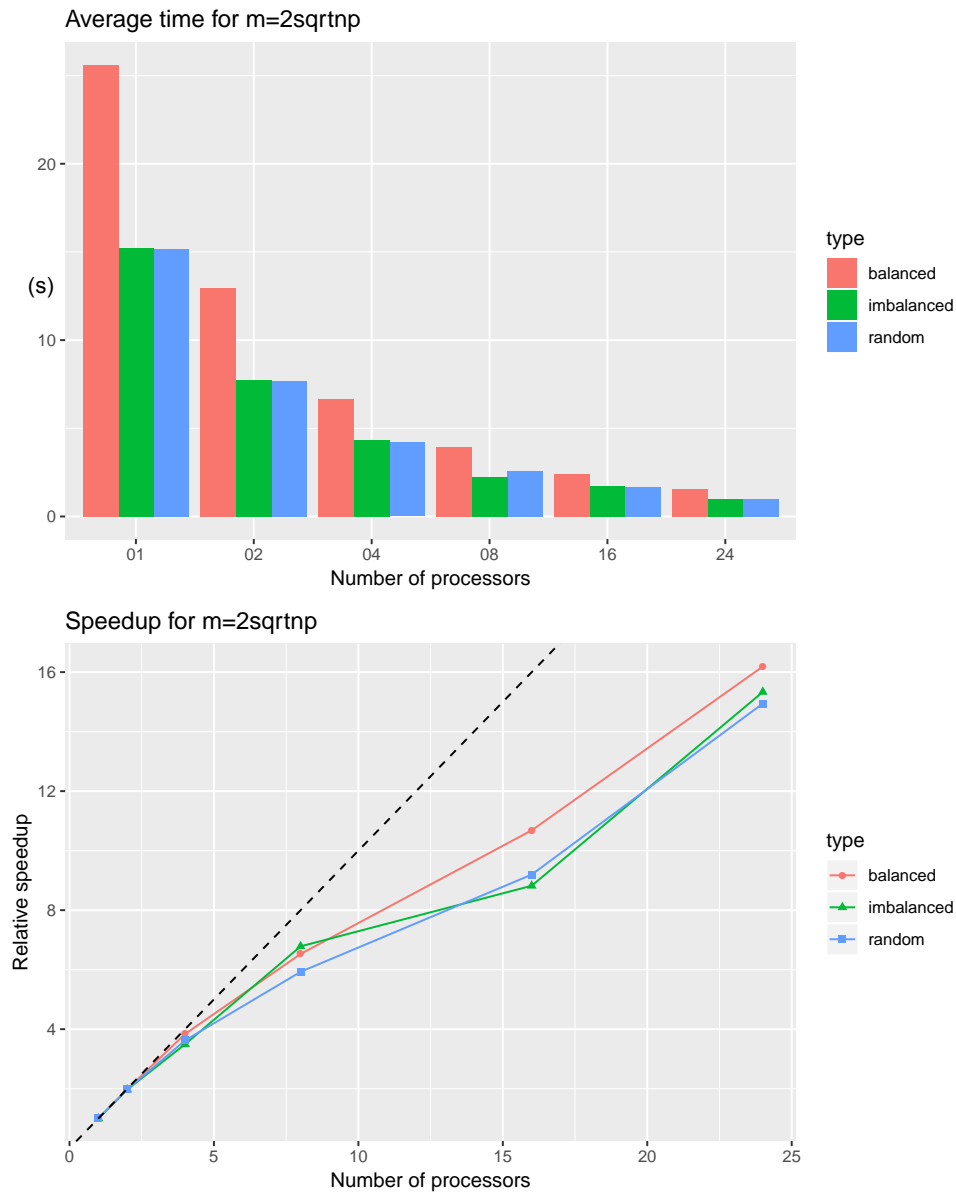 Average time for m=2sqrtnp
20
10
0
(s)
01 02 04 08 16 24
Number of processors
type
balanced
imbalanced
random
Speedup for m=2sqrtnp
16
12
8
4
Relative speedup
0 5 10 15 20 25
Number of processors
type
balanced
imbalanced
random